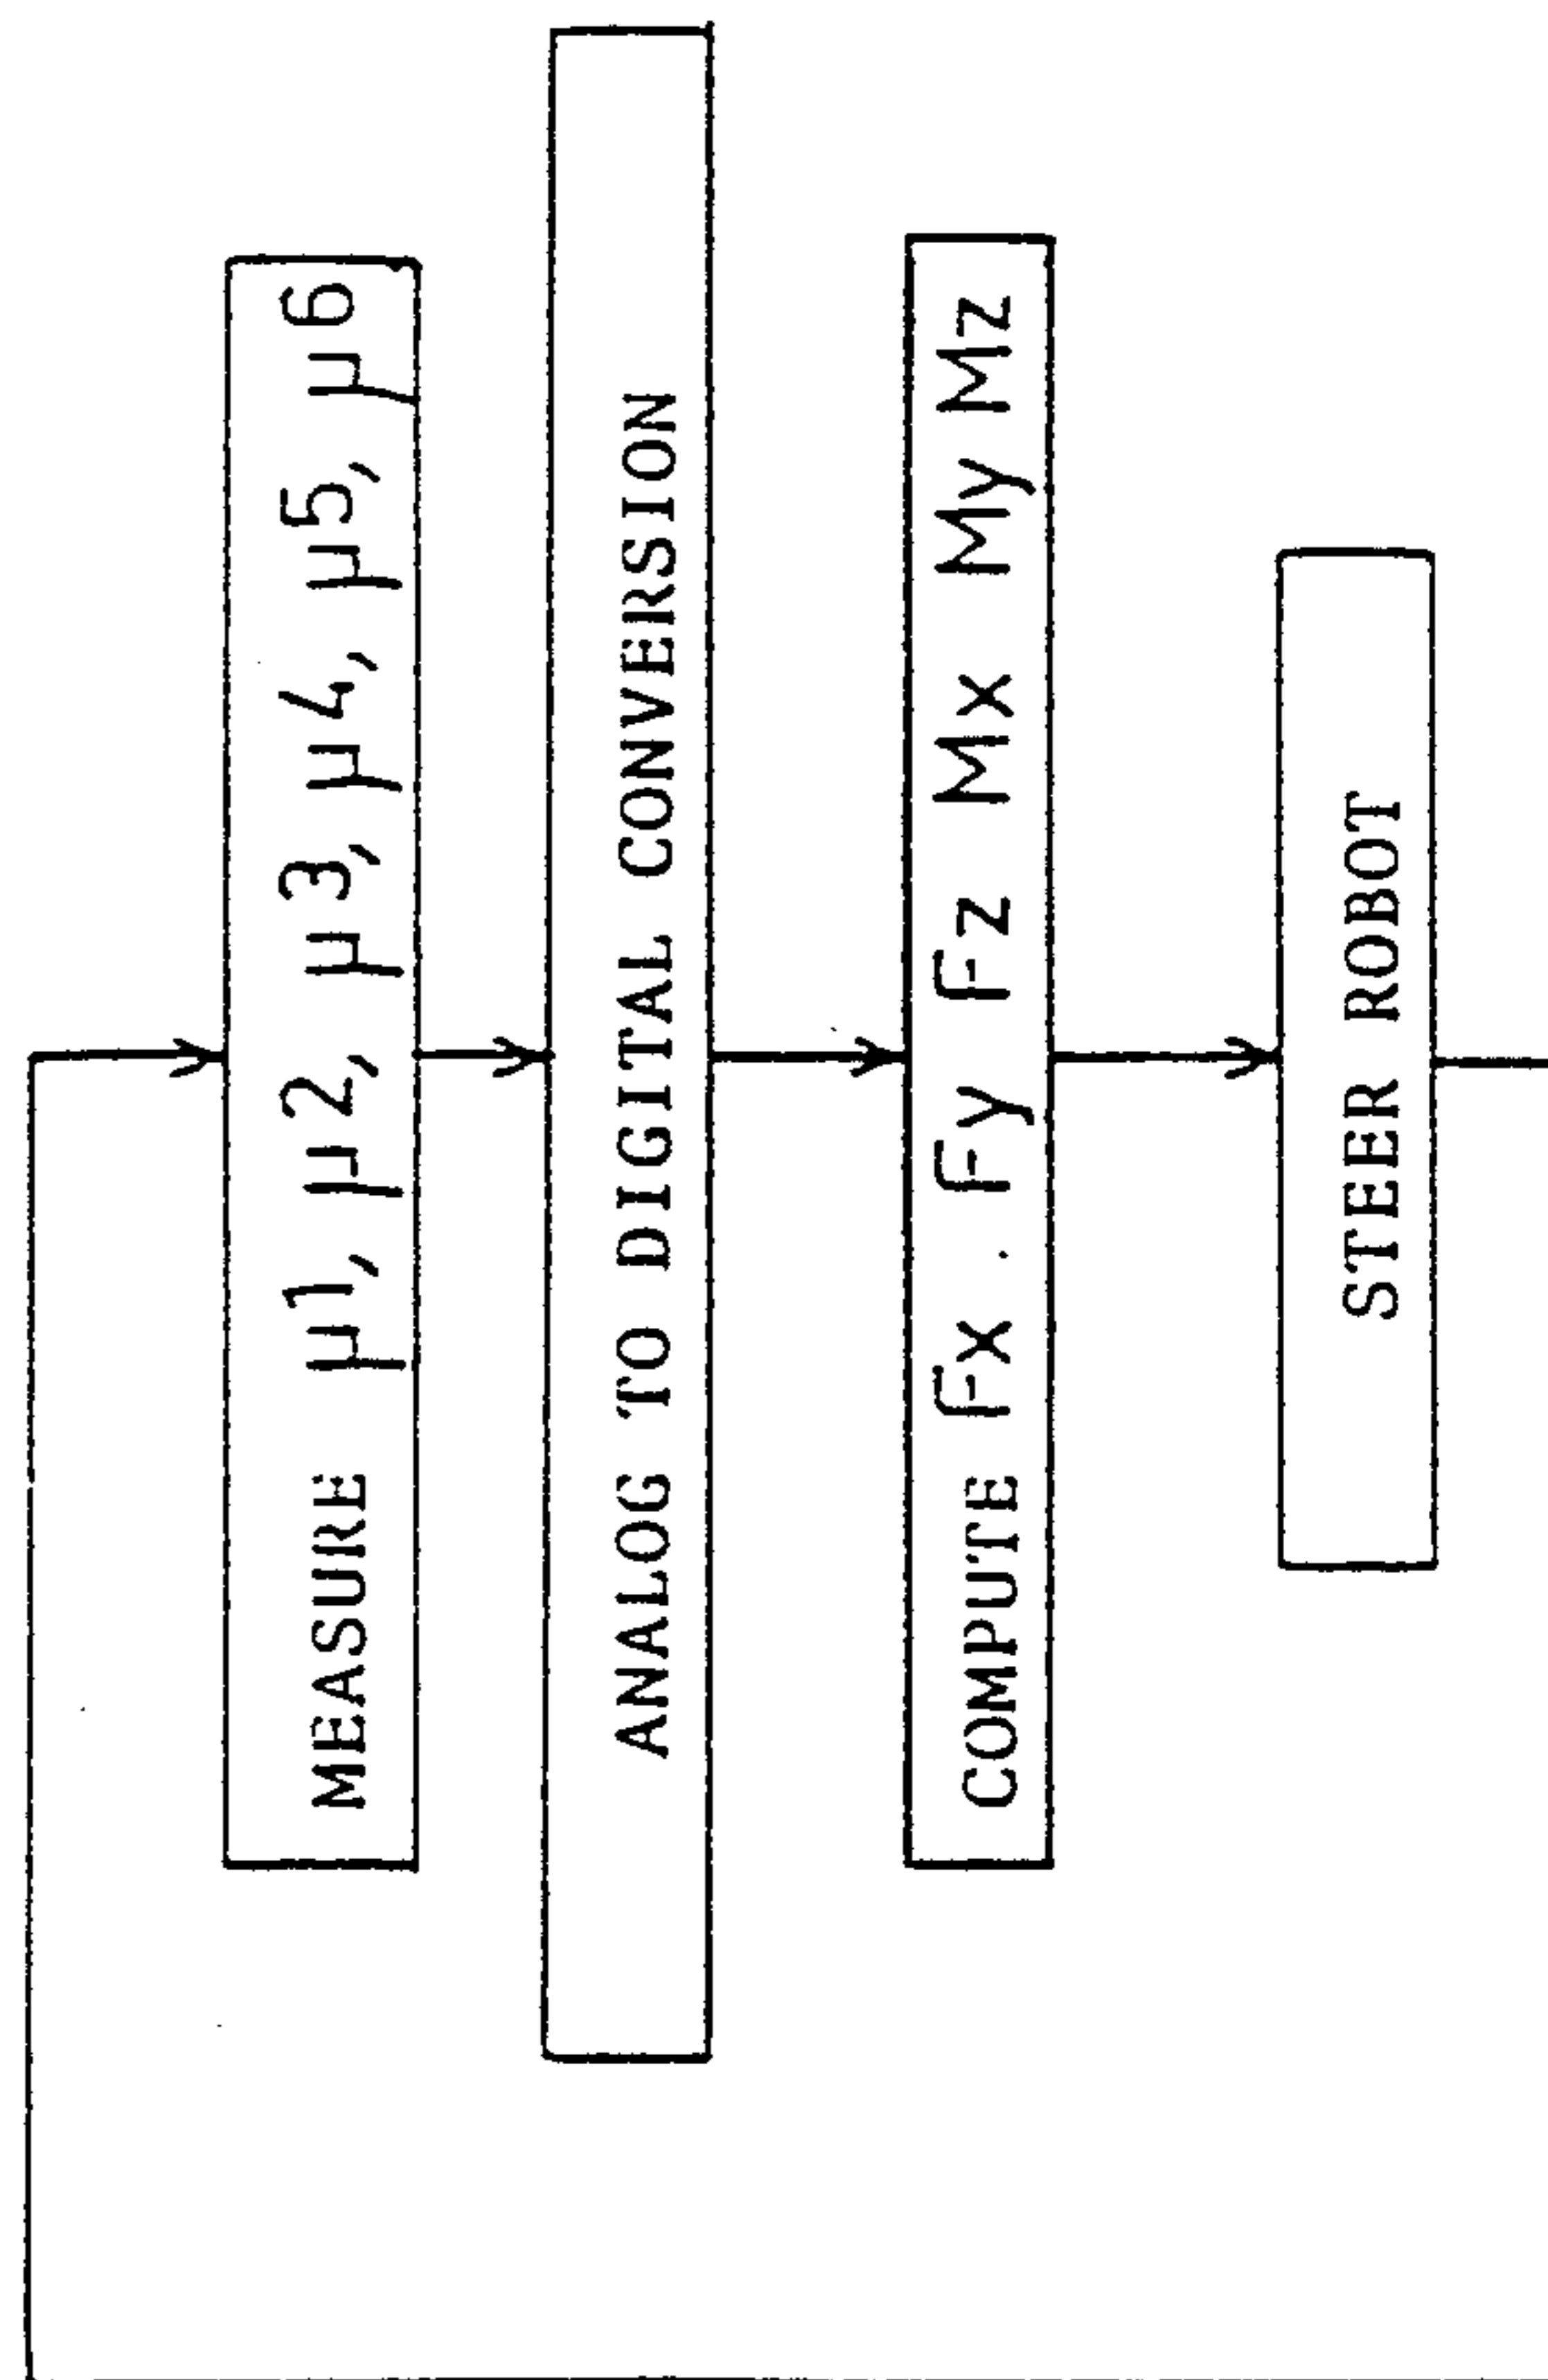 MEASURE µ1, µ2, µ3, µ4, µ5, µ6
ANALOG TO DIGITAL CONVERSION
COMPUTE Fx . Fy Fz Mx My Mz
STEER ROBOT